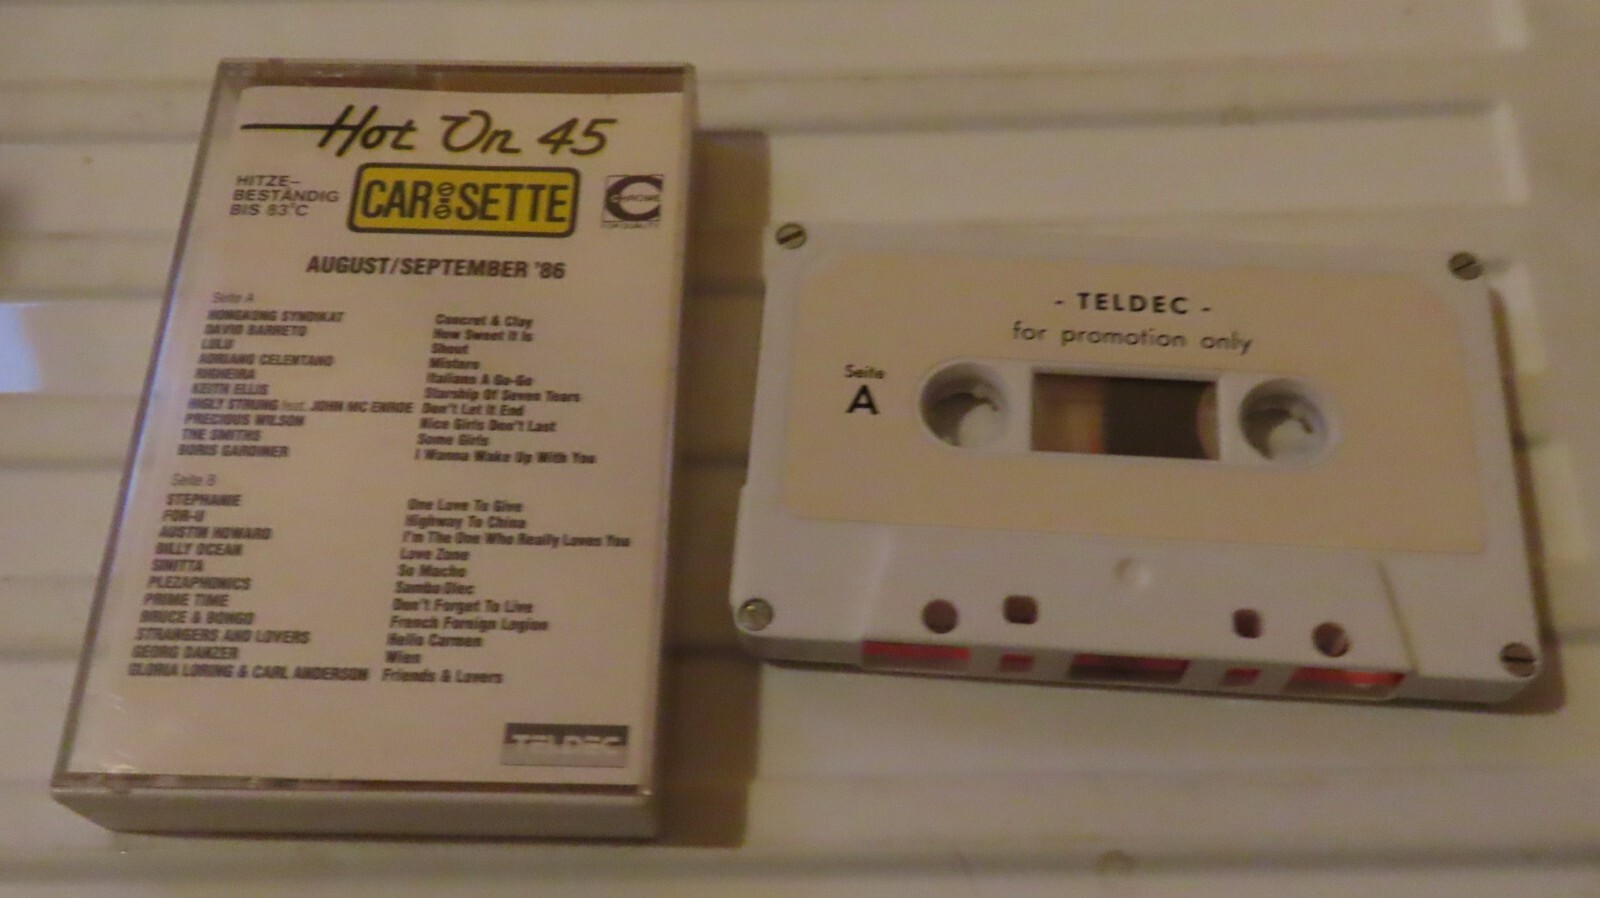 Hot On 45
HITZE-
BESTÄNDIG
BIS 83°C
CAR SETTE
CHROME
AUGUST/SEPTEMBER '86
Seite A
HONGKONG SYNDIKAT Concret & Clay
DAVID BARRETO How Sweet It Is
LULU Shout
ADRIANO CELENTANO Mistero
RIGHEIRA Italians A Go-Go
KEITH ELLIS Starship Of Seven Tears
HIGLY STRUNG feat. JOHN MC ENROE Don't Let It End
PRECIOUS WILSON Nice Girls Don't Last
THE SMITHS Some Girls
BORIS GARDINER I Wanna Wake Up With You
Seite B
STEPHANIE One Love To Give
FOR-U Highway To China
AUSTIN HOWARD I'm The One Who Really Loves You
BILLY OCEAN Love Zone
SINITTA So Macho
PLEZAPHONICS Samba Olec
PRIME TIME Don't Forget To Live
BRUCE & BONGO French Foreign Legion
STRANGERS AND LOVERS Hello Carmen
GEORG DANZER Wien
GLORIA LORING & CARL ANDERSON Friends & Lovers
TELDEC
- TELDEC -
for promotion only
Seite
A